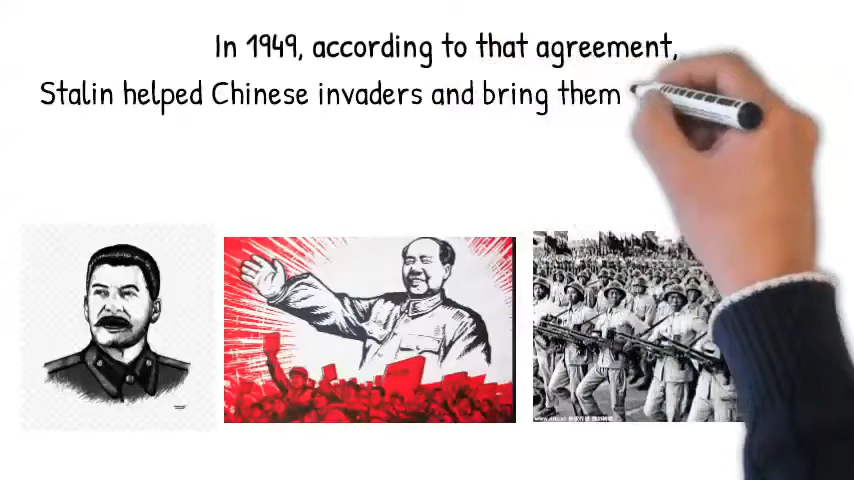 In 1949, according to that agreement,
Stalin helped Chinese invaders and bring them